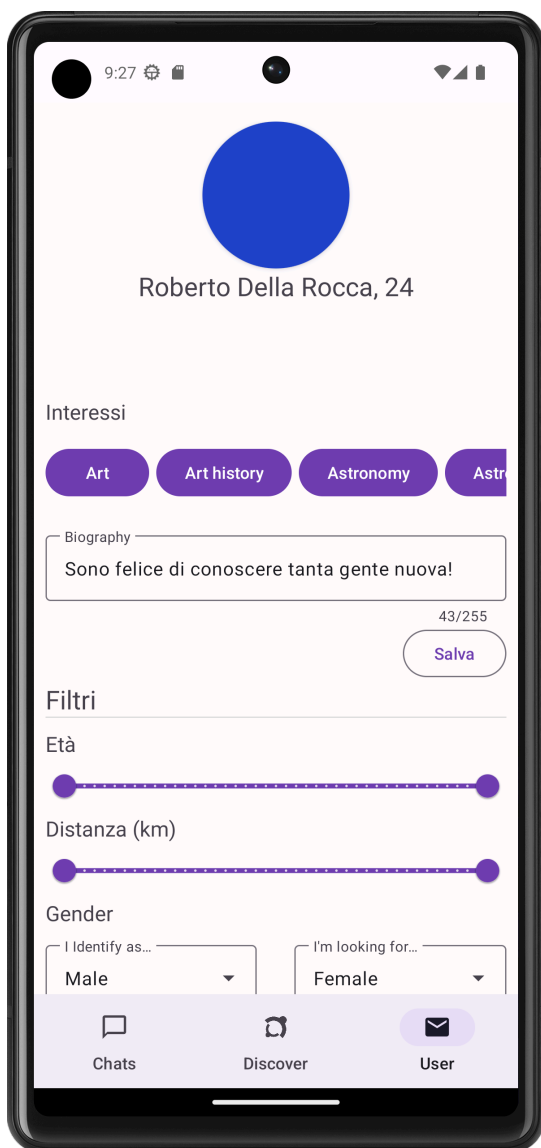 9:27
Roberto Della Rocca, 24
Interessi
Art Art history Astronomy Astr
Biography
Sono felice di conoscere tanta gente nuova!
43/255
Salva
Filtri
Età
Distanza (km)
Gender
I Identify as... I'm looking for...
Male Female
Chats Discover User